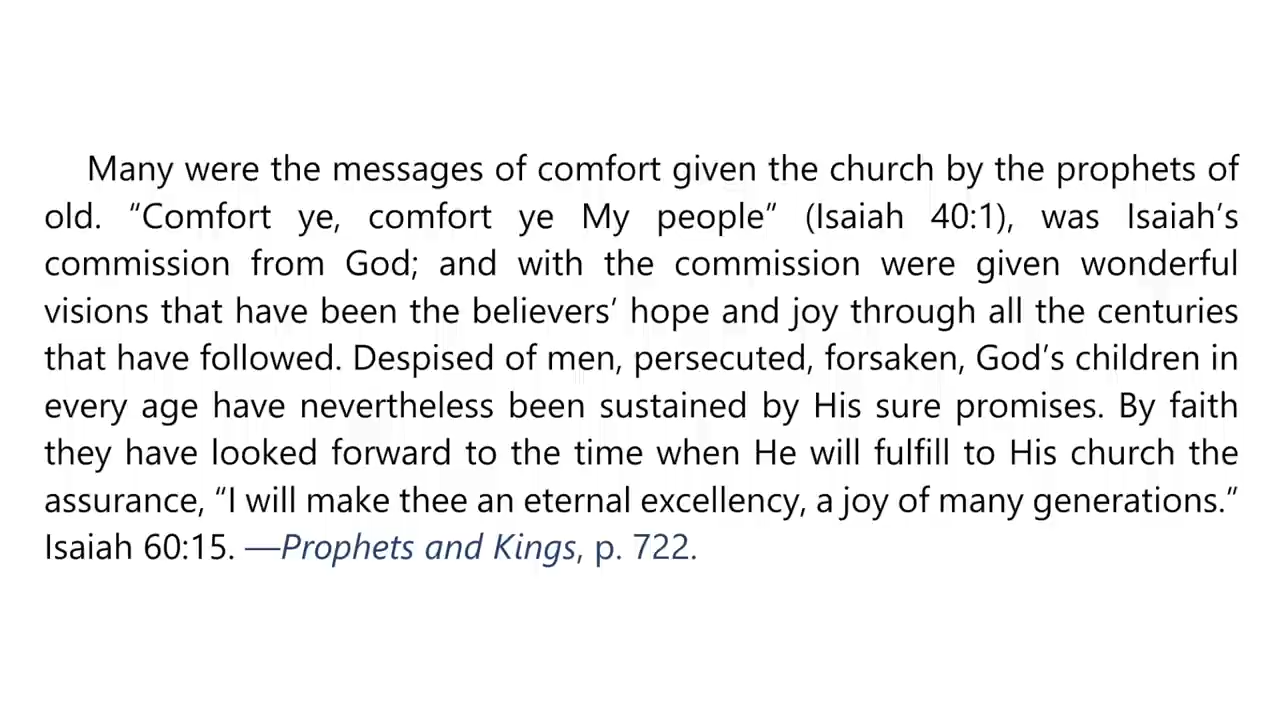 Many were the messages of comfort given the church by the prophets of
old. “Comfort ye, comfort ye My people” (Isaiah 40:1), was Isaiah’s
commission from God; and with the commission were given wonderful
visions that have been the believers’ hope and joy through all the centuries
that have followed. Despised of men, persecuted, forsaken, God’s children in
every age have nevertheless been sustained by His sure promises. By faith
they have looked forward to the time when He will fulfill to His church the
assurance, “I will make thee an eternal excellency, a joy of many generations.”
Isaiah 60:15. —Prophets and Kings, p. 722.